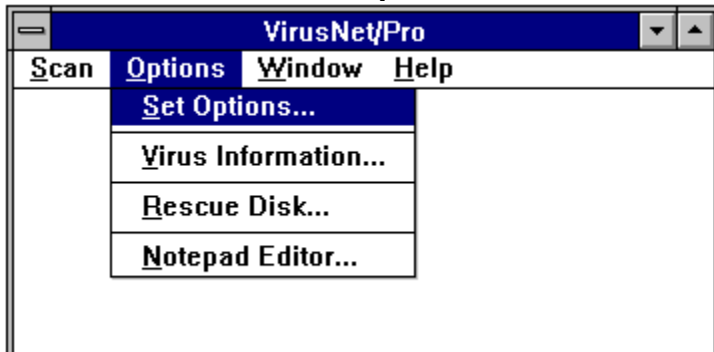 VirusNet/Pro
Scan Options Window Help
Set Options...
Virus Information...
Rescue Disk...
Notepad Editor...